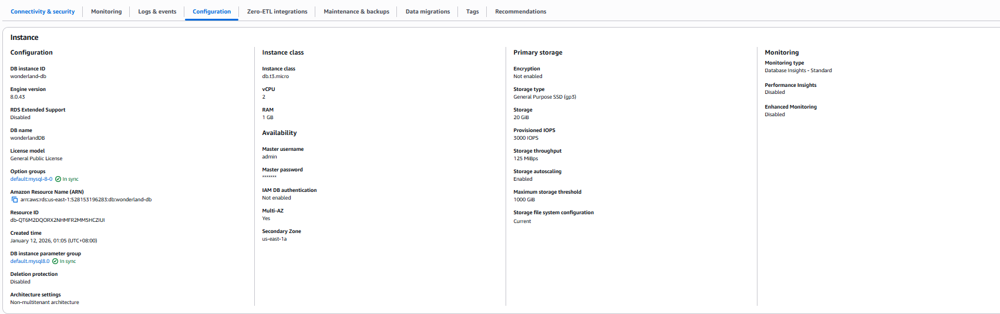 Connectivity & security
Monitoring
Logs & events
Configuration
Zero-ETL integrations
Maintenance & backups
Data migrations
Tags
Recommendations
Instance
Configuration
DB instance ID
wonderland-db
Engine version
8.0.43
RDS Extended Support
Disabled
DB name
wonderlandDB
License model
General Public License
Option groups
default:mysql-8-0 In sync
Amazon Resource Name (ARN)
arn:aws:rds:us-east-1:528153196283:db:wonderland-db
Resource ID
db-QT6M2DQORX2NHMFR2MM5HCZIUI
Created time
January 12, 2026, 01:05 (UTC+08:00)
DB instance parameter group
default.mysql8.0 In sync
Deletion protection
Disabled
Architecture settings
Non-multitenant architecture
Instance class
Instance class
db.t3.micro
vCPU
2
RAM
1 GB
Availability
Master username
admin
Master password
*******
IAM DB authentication
Not enabled
Multi-AZ
Yes
Secondary Zone
us-east-1a
Primary storage
Encryption
Not enabled
Storage type
General Purpose SSD (gp3)
Storage
20 GiB
Provisioned IOPS
3000 IOPS
Storage throughput
125 MiBps
Storage autoscaling
Enabled
Maximum storage threshold
1000 GiB
Storage file system configuration
Current
Monitoring
Monitoring type
Database Insights - Standard
Performance Insights
Disabled
Enhanced Monitoring
Disabled